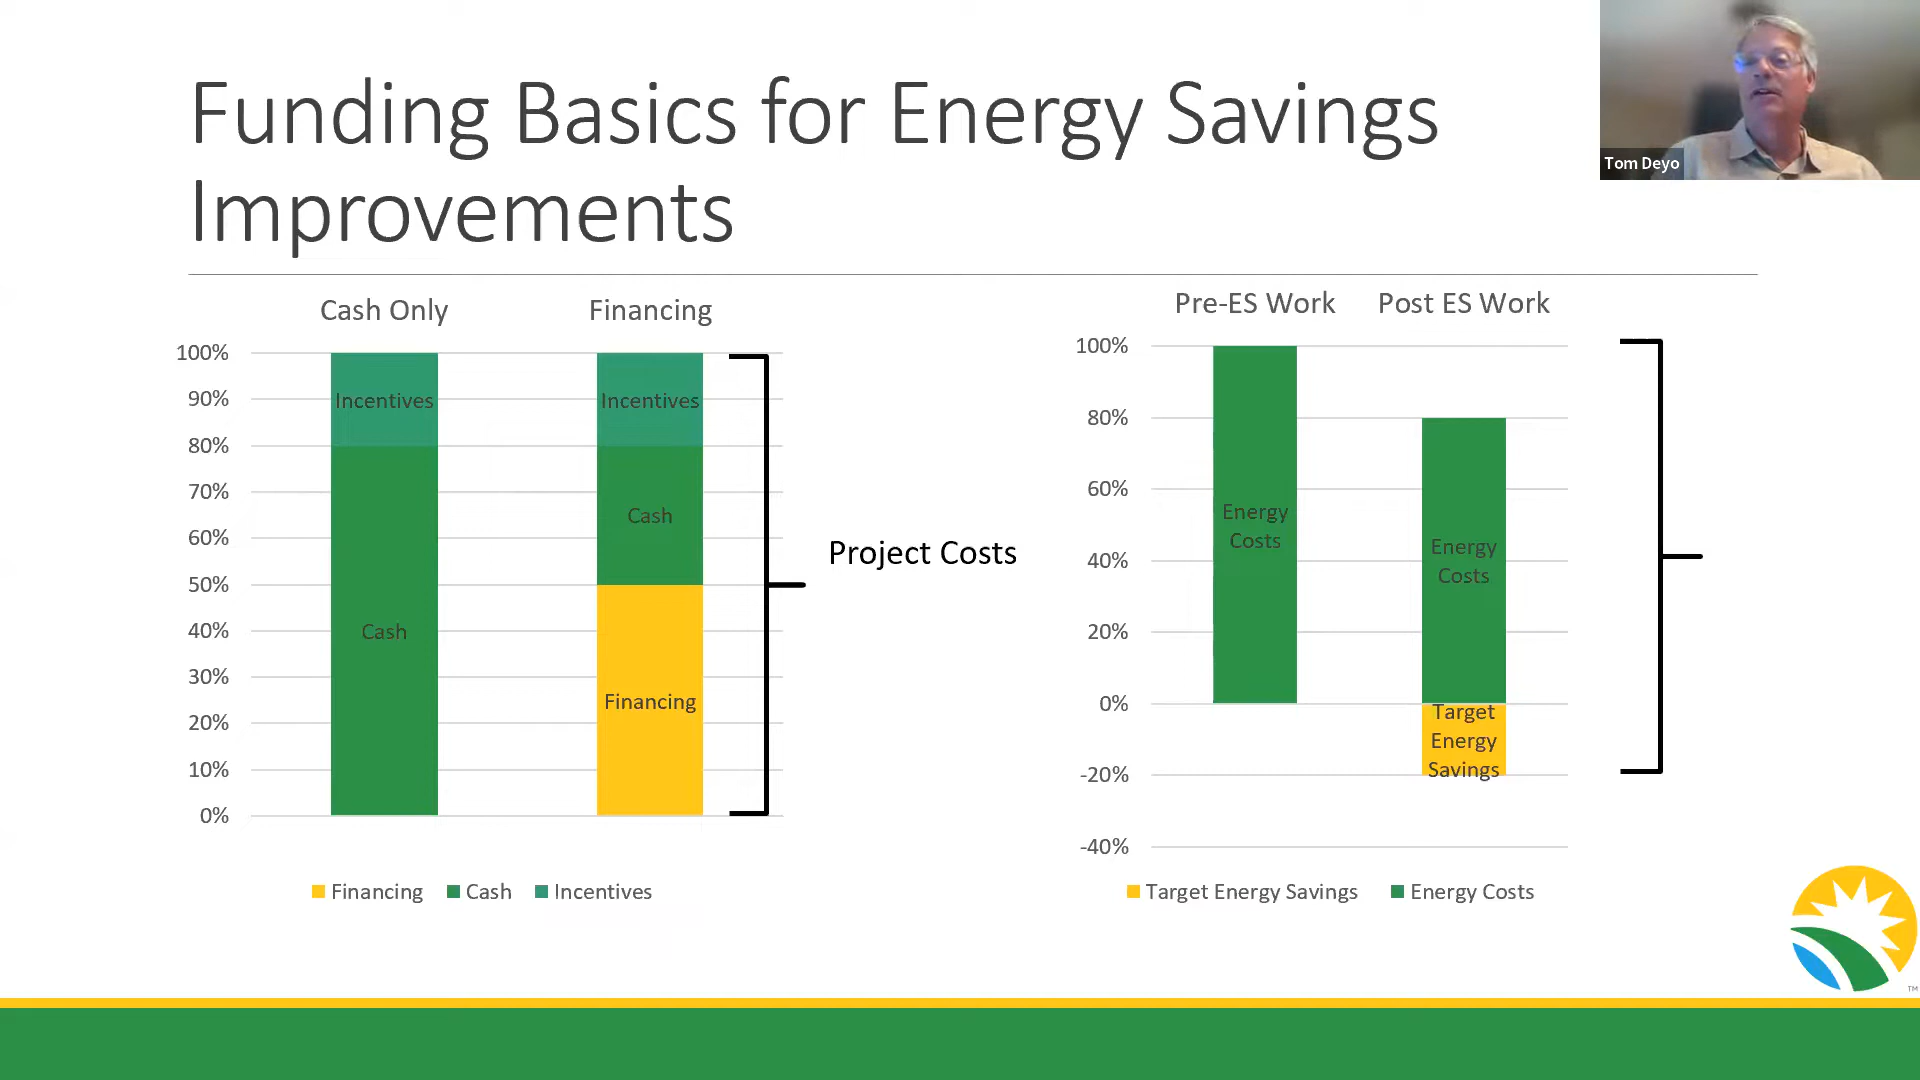 Funding Basics for Energy Savings
Improvements
Tom Deyo
Cash Only
Financing
100%
90%
80%
70%
60%
50%
40%
30%
20%
10%
0%
Incentives
Cash
Incentives
Cash
Financing
Financing
Cash
Incentives
Project Costs
Pre-ES Work
Post ES Work
100%
80%
60%
40%
20%
0%
-20%
-40%
Energy
Costs
Energy
Costs
Target
Energy
Savings
Target Energy Savings
Energy Costs
TM